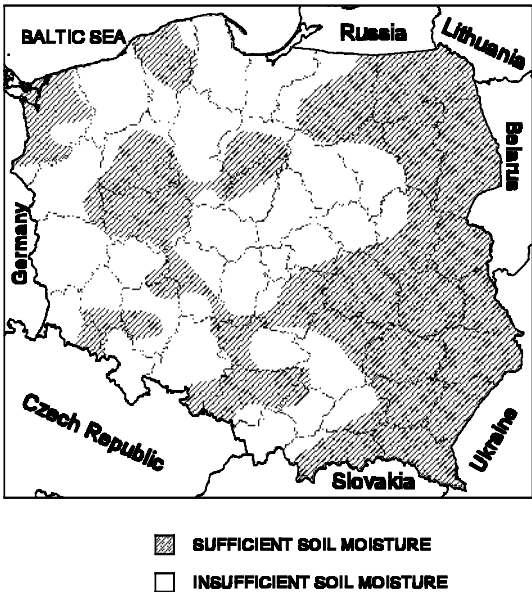 BALTIC SEA
Russia
Lithuania
Belarus
Germany
Czech Republic
Ukraine
Slovakia
SUFFICIENT SOIL MOISTURE
INSUFFICIENT SOIL MOISTURE